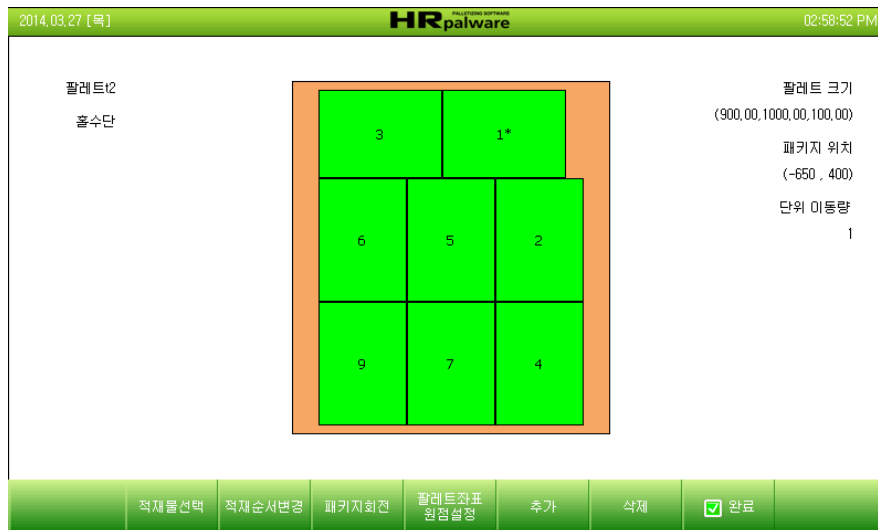 2014,03,27 [목]
PALLETIZING SOFTWARE
HRpalware
02:58:52 PM
팔레트t2
홀수단
3
1*
6
5
2
9
7
4
팔레트 크기
(900,00,1000,00,100,00)
패키지 위치
(-650 , 400)
단위 이동량
1
적재물선택
적재순서변경
패키지회전
팔레트좌표
원점설정
추가
삭제
완료